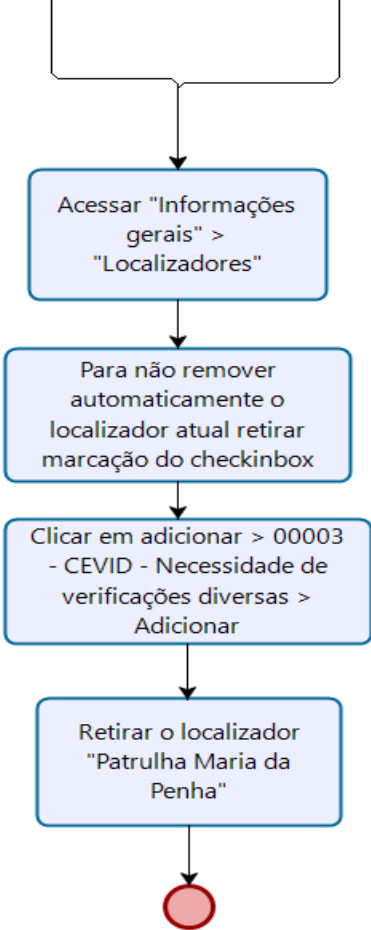 Acessar "Informações
gerais" >
"Localizadores"
Para não remover
automaticamente o
localizador atual retirar
marcação do checkinbox
Clicar em adicionar > 00003
- CEVID - Necessidade de
verificações diversas >
Adicionar
Retirar o localizador
"Patrulha Maria da
Penha"